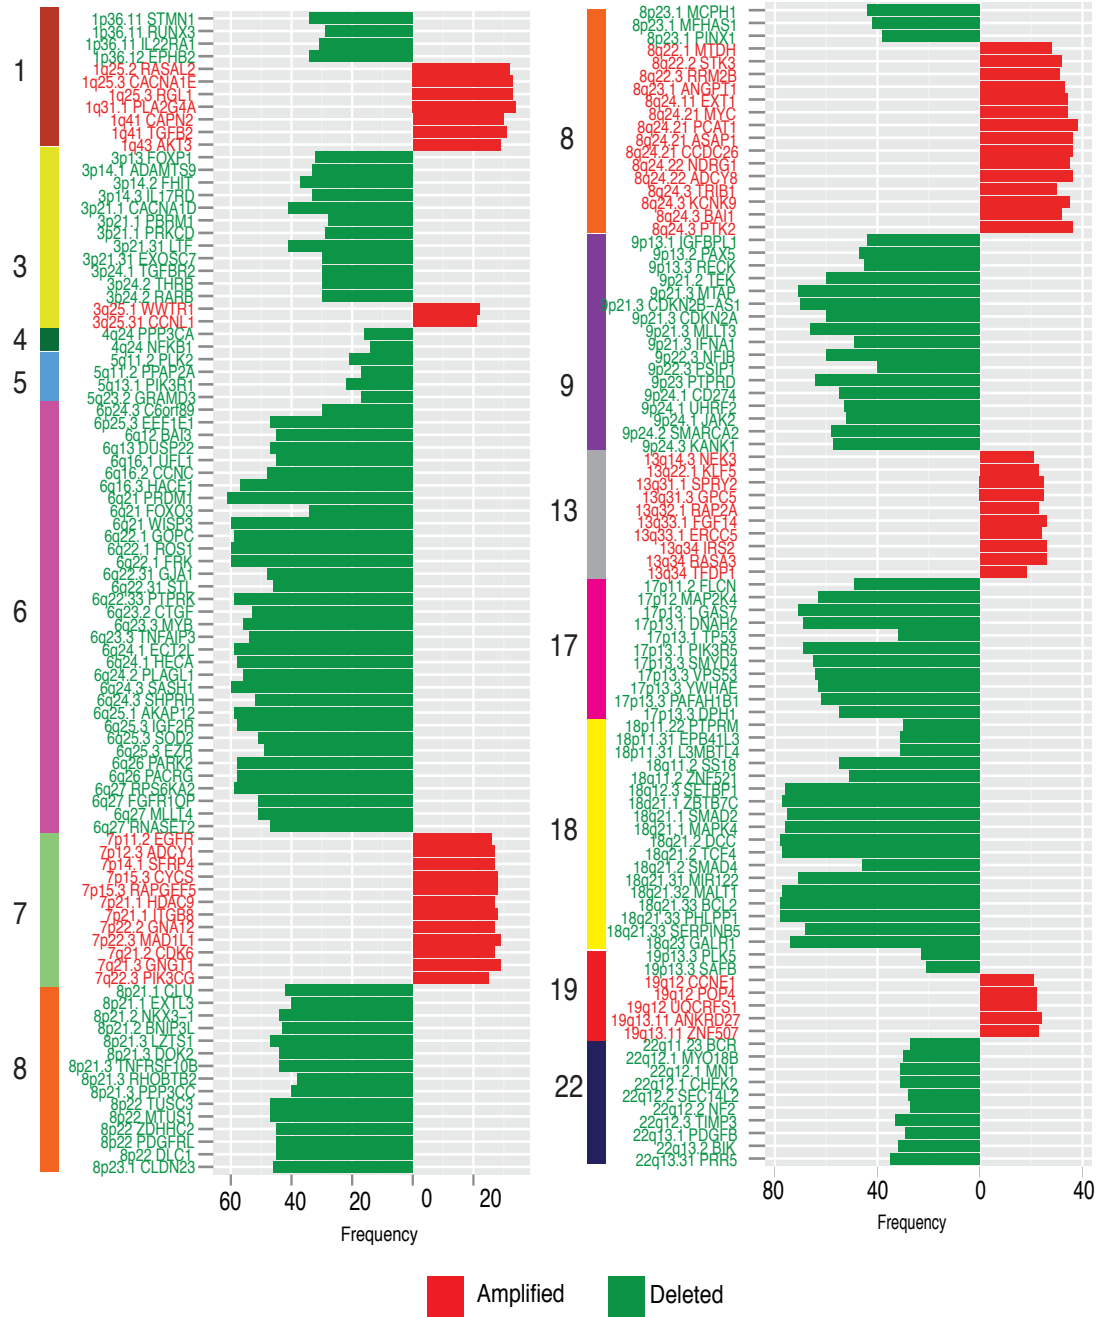 1
1p36.11 STMN1
1p36.11 RUNX3
1p36.11 IL22RA1
1p36.12 EPHB2
1q25.2 RASAL2
1q25.3 CACNA1E
1q25.3 RGL1
1q31.1 PLA2G4A
1q41 CAPN2
1q41 TGFB2
1q43 AKT3
3
3p13 FOXP1
3p14.1 ADAMTS9
3p14.2 FHIT
3p14.3 IL17RD
3p21.1 CACNA1D
3p21.1 PBRM1
3p21.1 PRKCD
3p21.31 LTF
3p21.31 EXOSC7
3p24.1 TGFBR2
3p24.2 THRB
3p24.2 RARB
3q25.1 WWTR1
3q25.31 CCNL1
4
4q24 PPP3CA
4q24 NFKB1
5
5q11.2 PLK2
5q11.2 PPAP2A
5q13.1 PIK3R1
5q23.2 GRAMD3
6
6p24.3 C6orf89
6p25.3 EEF1E1
6q12 BAI3
6q13 DUSP22
6q16.1 UFL1
6q16.2 CCNC
6q16.3 HACE1
6q21 PRDM1
6q21 FOXO3
6q21 WISP3
6q22.1 GOPC
6q22.1 ROS1
6q22.1 FRK
6q22.31 GJA1
6q22.31 STL
6q22.33 PTPRK
6q23.2 CTGF
6q23.3 MYB
6q23.3 TNFAIP3
6q24.1 ECT2L
6q24.1 HECA
6q24.2 PLAGL1
6q24.3 SASH1
6q24.3 SHPRH
6q25.1 AKAP12
6q25.3 IGF2R
6q25.3 SOD2
6q25.3 EZR
6q26 PARK2
6q26 PACRG
6q27 RPS6KA2
6q27 FGFR1OP
6q27 MLLT4
6q27 RNASET2
7
7p11.2 EGFR
7p12.3 ADCY1
7p14.1 SFRP4
7p15.3 CYCS
7p15.3 RAPGEF5
7p21.1 HDAC9
7p21.1 ITGB8
7p22.2 GNA12
7p22.3 MAD1L1
7q21.2 CDK6
7q21.3 GNGT1
7q22.3 PIK3CG
8
8p21.1 CLU
8p21.1 EXTL3
8p21.2 NKX3−1
8p21.2 BNIP3L
8p21.3 LZTS1
8p21.3 DOK2
8p21.3 TNFRSF10B
8p21.3 RHOBTB2
8p21.3 PPP3CC
8p22 TUSC3
8p22 MTUS1
8p22 ZDHHC2
8p22 PDGFRL
8p22 DLC1
8p23.1 CLDN23
60 40 20 0 20
Frequency
8
8p23.1 MCPH1
8p23.1 MFHAS1
8p23.1 PINX1
8q22.1 MTDH
8q22.2 STK3
8q22.3 RRM2B
8q23.1 ANGPT1
8q24.11 EXT1
8q24.21 MYC
8q24.21 PCAT1
8q24.21 ASAP1
8q24.21 CCDC26
8q24.22 NDRG1
8q24.22 ADCY8
8q24.3 TRIB1
8q24.3 KCNK9
8q24.3 BAI1
8q24.3 PTK2
9
9p13.1 IGFBPL1
9p13.2 PAX5
9p13.3 RECK
9p21.2 TEK
9p21.3 MTAP
9p21.3 CDKN2B−AS1
9p21.3 CDKN2A
9p21.3 MLLT3
9p21.3 IFNA1
9p22.3 NFIB
9p22.3 PSIP1
9p23 PTPRD
9p24.1 CD274
9p24.1 UHRF2
9p24.1 JAK2
9p24.2 SMARCA2
9p24.3 KANK1
13
13q14.3 NEK3
13q22.1 KLF5
13q31.1 SPRY2
13q31.3 GPC5
13q32.1 RAP2A
13q33.1 FGF14
13q33.1 ERCC5
13q34 IRS2
13q34 RASA3
13q34 TFDP1
17
17p11.2 FLCN
17p12 MAP2K4
17p13.1 GAS7
17p13.1 DNAH2
17p13.1 TP53
17p13.1 PIK3R5
17p13.3 SMYD4
17p13.3 VPS53
17p13.3 YWHAE
17p13.3 PAFAH1B1
17p13.3 DPH1
18
18p11.22 PTPRM
18p11.31 EPB41L3
18p11.31 L3MBTL4
18q11.2 SS18
18q11.2 ZNF521
18q12.3 SETBP1
18q21.1 ZBTB7C
18q21.1 SMAD2
18q21.1 MAPK4
18q21.2 DCC
18q21.2 TCF4
18q21.2 SMAD4
18q21.31 MIR122
18q21.32 MALT1
18q21.33 BCL2
18q21.33 PHLPP1
18q21.33 SERPINB5
18q23 GALR1
19
19p13.3 PLK5
19p13.3 SAFB
19q12 CCNE1
19q12 POP4
19q12 UQCRFS1
19q13.11 ANKRD27
19q13.11 ZNF507
22
22q11.23 BCR
22q12.1 MYO18B
22q12.1 MN1
22q12.1 CHEK2
22q12.2 SEC14L2
22q12.2 NF2
22q12.3 TIMP3
22q13.1 PDGFB
22q13.2 BIK
22q13.31 PRR5
80 40 0 40
Frequency
Amplified
Deleted